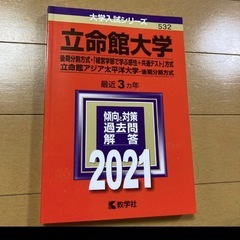 大学入試シリーズ
532
立命館大学
後期分割方式・「経営学部で学ぶ感性+共通テスト」方式
立命館アジア太平洋大学-後期分割方式
最近3カ年
傾向と対策
過去問
解答
2021
教学社